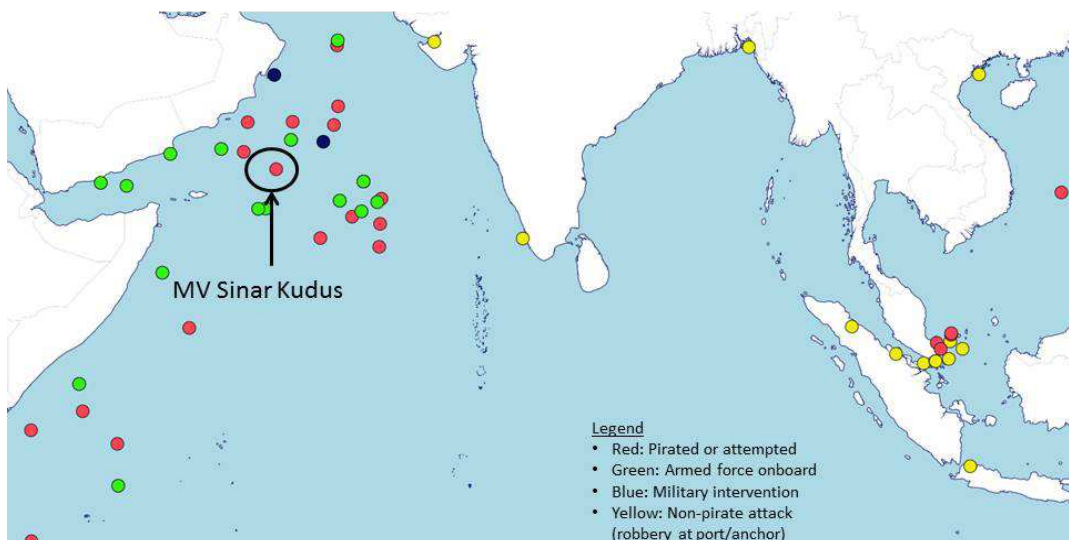 MV Sinar Kudus
Legend
• Red: Pirated or attempted
• Green: Armed force onboard
• Blue: Military intervention
• Yellow: Non-pirate attack
(robbery at port/anchor)